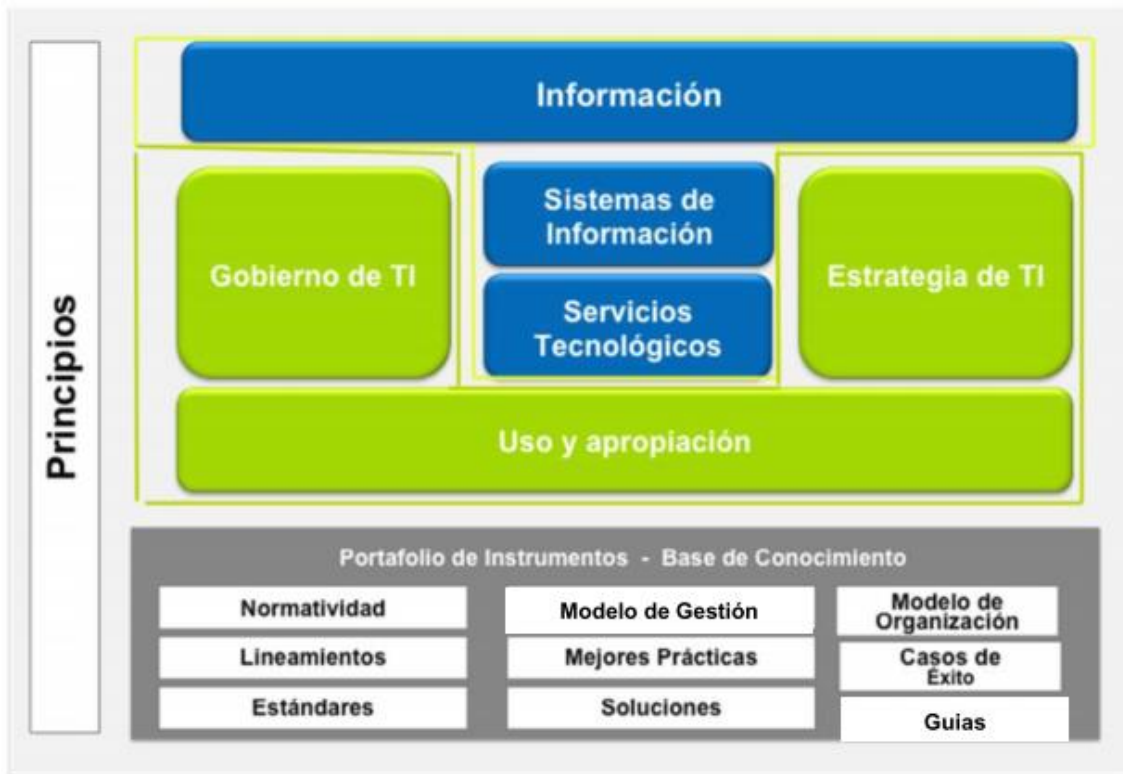 Principios
Información
Gobierno de TI
Sistemas de
Información
Servicios
Tecnológicos
Estrategia de TI
Uso y apropiación
Portafolio de Instrumentos - Base de Conocimiento
Normatividad
Modelo de Gestión
Modelo de
Organización
Lineamientos
Mejores Prácticas
Casos de
Éxito
Estándares
Soluciones
Guias